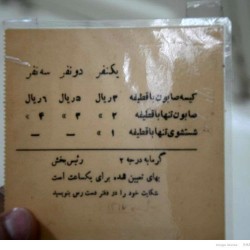 یکنفر دونفر سه نفر
کیسه صابون با قطیفه ۳ ریال ۵ ریال ۶ ریال
صابون تنها با قطیفه ۲ » ۳ » ۴ »
شستشوی تنها با قطیفه ۱ » — —
گرمابه درجه ۲ رئیس بخش
بهای تعیین شده برای یکساعت است
شکایت خود را در دفتر دست رسی بنویسید